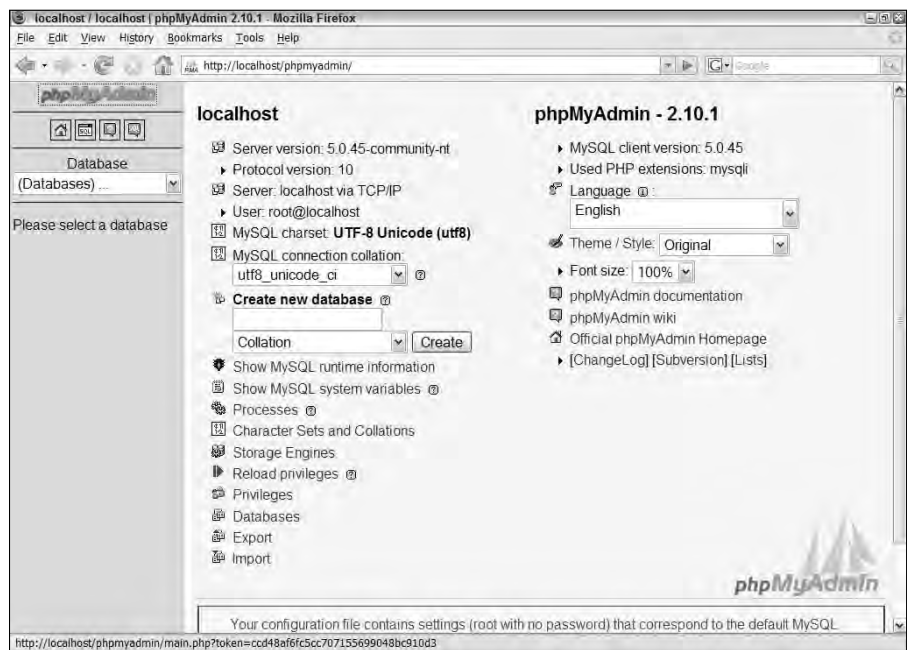 localhost / localhost | phpMyAdmin 2.10.1 - Mozilla Firefox
File Edit View History Bookmarks Tools Help
http://localhost/phpmyadmin/
G Google
phpMyAdmin
SQL
Database
(Databases) ...
Please select a database
localhost
Server version: 5.0.45-community-nt
Protocol version: 10
Server: localhost via TCP/IP
User: root@localhost
MySQL charset: UTF-8 Unicode (utf8)
MySQL connection collation:
utf8_unicode_ci
Create new database
Collation
Create
Show MySQL runtime information
Show MySQL system variables
Processes
Character Sets and Collations
Storage Engines
Reload privileges
Privileges
Databases
Export
Import
phpMyAdmin - 2.10.1
MySQL client version: 5.0.45
Used PHP extensions: mysqli
Language :
English
Theme / Style: Original
Font size: 100%
phpMyAdmin documentation
phpMyAdmin wiki
Official phpMyAdmin Homepage
[ChangeLog] [Subversion] [Lists]
phpMyAdmin
Your configuration file contains settings (root with no password) that correspond to the default MySQL
http://localhost/phpmyadmin/main.php?token=ccd48af6fc5cc707155699048bc910d3